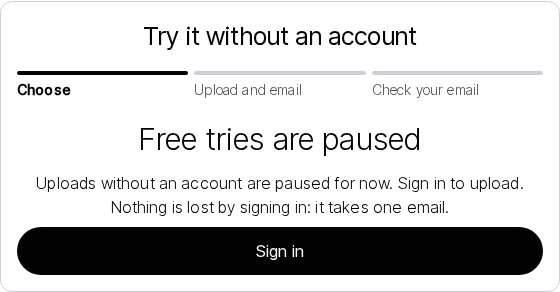 Try it without an account
Choose
Upload and email
Check your email
Free tries are paused
Uploads without an account are paused for now. Sign in to upload.
Nothing is lost by signing in: it takes one email.
Sign in